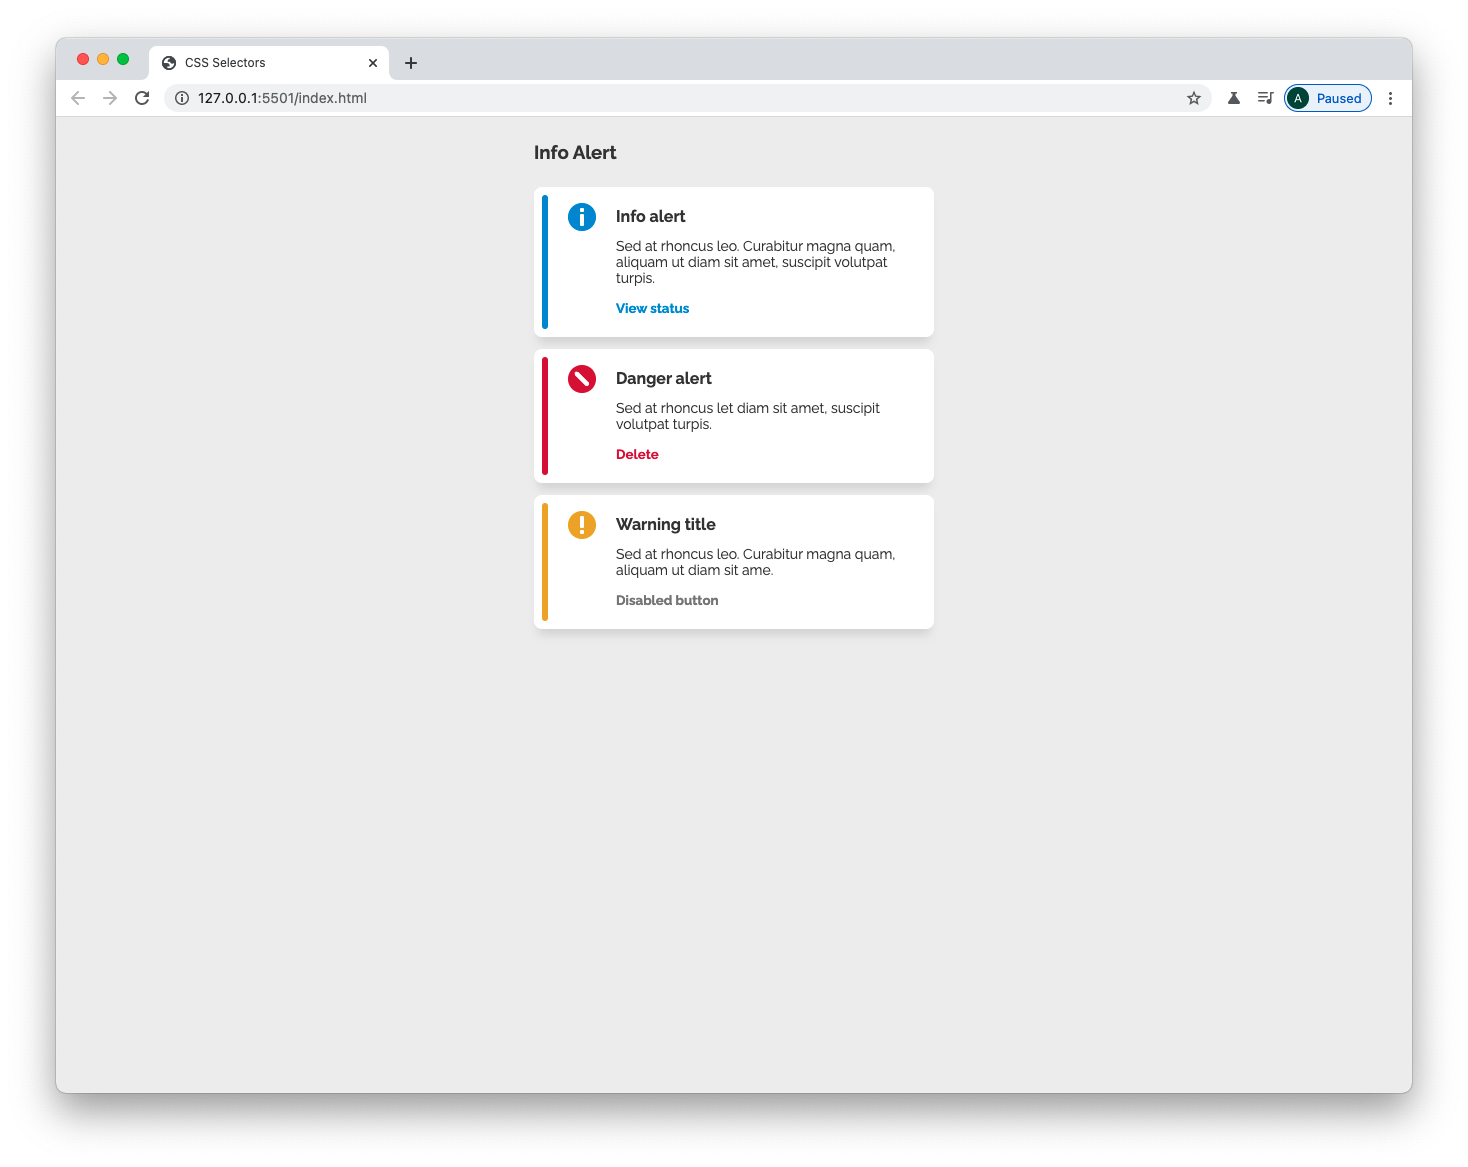 CSS Selectors
127.0.0.1:5501/index.html
A Paused
Info Alert
Info alert
Sed at rhoncus leo. Curabitur magna quam,
aliquam ut diam sit amet, suscipit volutpat
turpis.
View status
Danger alert
Sed at rhoncus let diam sit amet, suscipit
volutpat turpis.
Delete
Warning title
Sed at rhoncus leo. Curabitur magna quam,
aliquam ut diam sit ame.
Disabled button